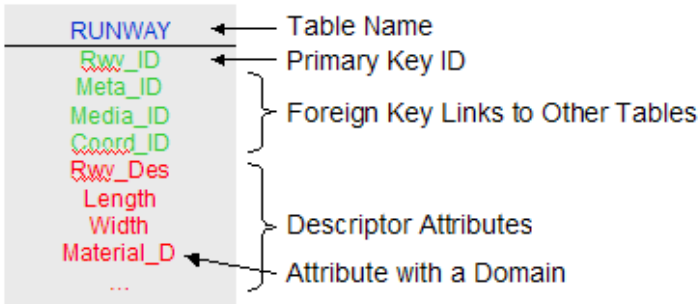 RUNWAY Table Name
Rwy_ID Primary Key ID
Meta_ID
Media_ID Foreign Key Links to Other Tables
Coord_ID
Rwy_Des
Length
Width Descriptor Attributes
Material_D Attribute with a Domain
...